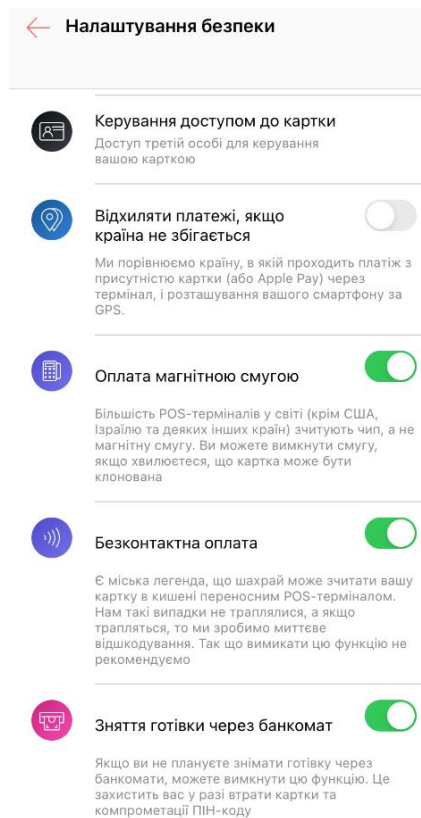 Налаштування безпеки
Керування доступом до картки
Доступ третій особі для керування
вашою карткою
Відхиляти платежі, якщо
країна не збігається
Ми порівнюємо країну, в якій проходить платіж з
присутністю картки (або Apple Pay) через
термінал, і розташування вашого смартфону за
GPS.
Оплата магнітною смугою
Більшість POS-терміналів у світі (крім США,
Ізраїлю та деяких інших країн) зчитують чип, а не
магнітну смугу. Ви можете вимкнути смугу,
якщо хвилюєтеся, що картка може бути
клонована
Безконтактна оплата
Є міська легенда, що шахрай може зчитати вашу
картку в кишені переносним POS-терміналом.
Нам такі випадки не траплялися, а якщо
трапляться, то ми зробимо миттєве
відшкодування. Так що вимикати цю функцію не
рекомендуємо
Зняття готівки через банкомат
Якщо ви не плануєте знімати готівку через
банкомати, можете вимкнути цю функцію. Це
захистить вас у разі втрати картки та
компрометації ПІН-коду